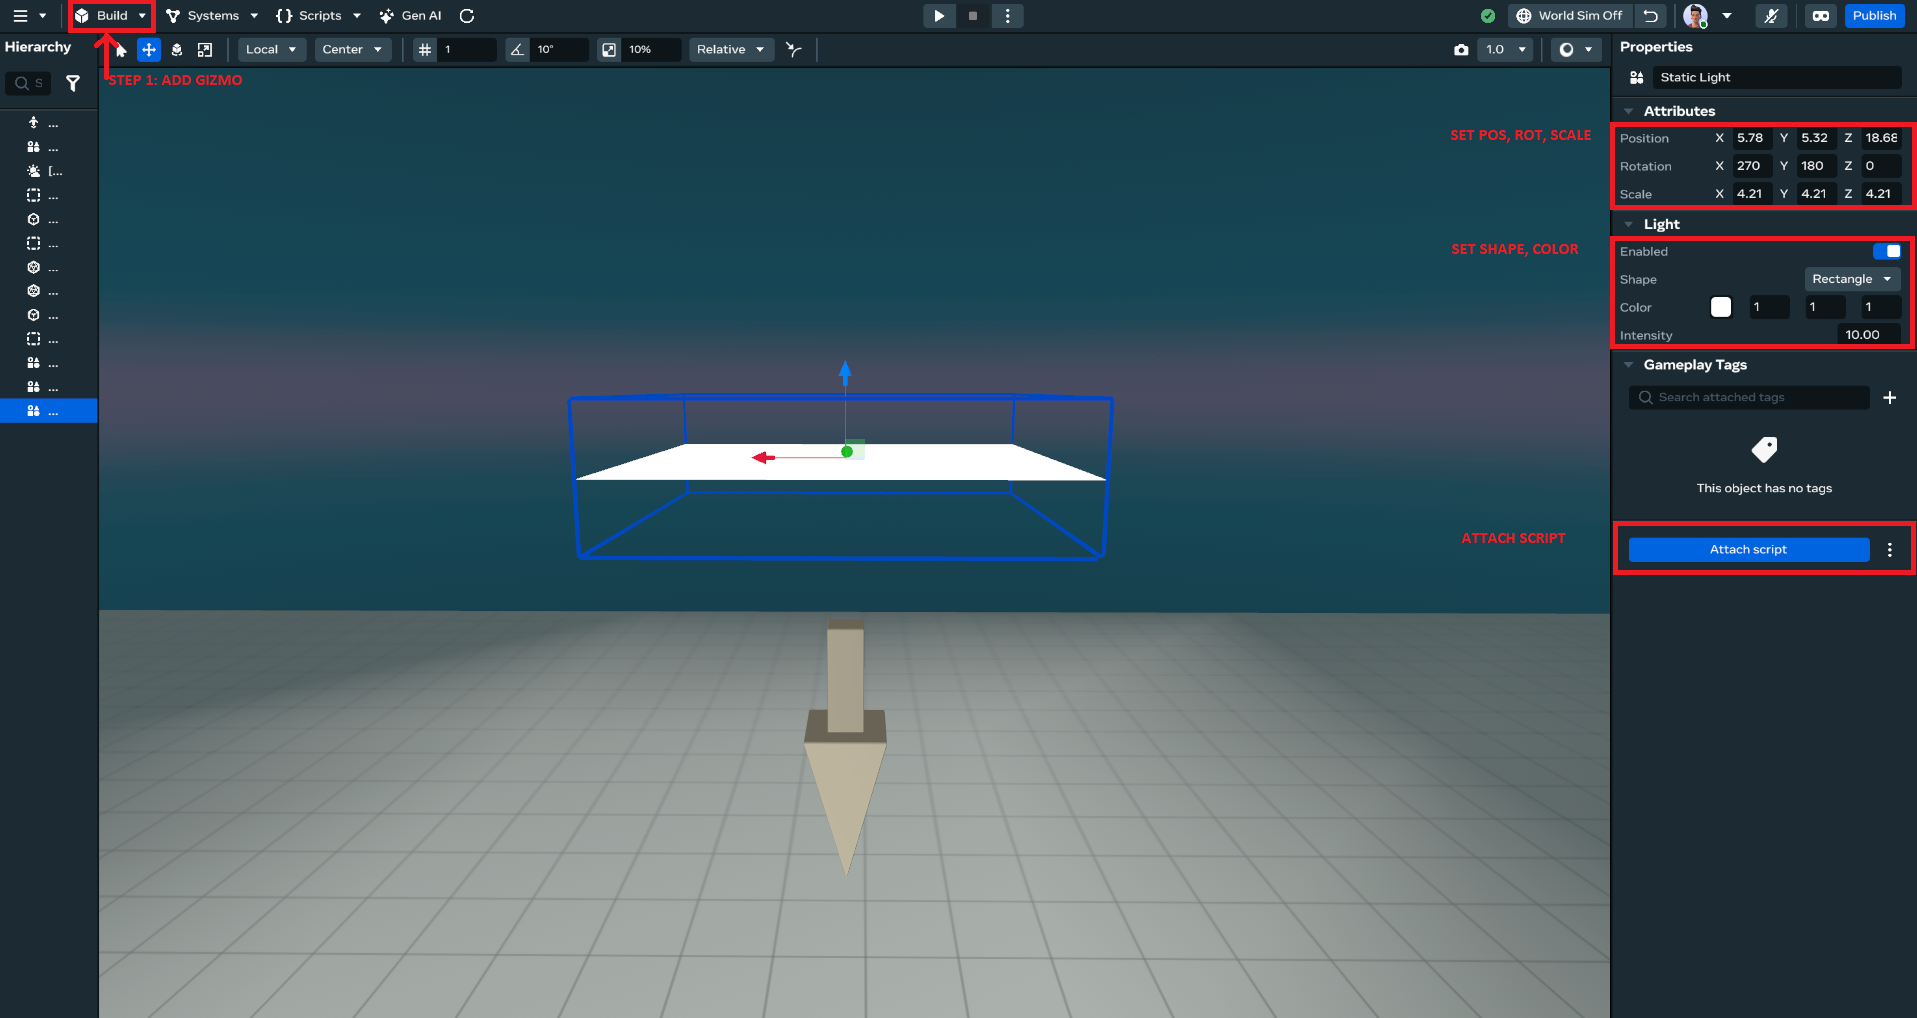 Build Systems { } Scripts Gen AI World Sim Off Publish
Hierarchy Local Center 1 10° 10% Relative 1.0 Properties
S
STEP 1: ADD GIZMO
...
...
[...
...
...
...
...
...
...
...
...
...
...
SET POS, ROT, SCALE
SET SHAPE, COLOR
ATTACH SCRIPT
Static Light
Attributes
Position X 5.78 Y 5.32 Z 18.68
Rotation X 270 Y 180 Z 0
Scale X 4.21 Y 4.21 Z 4.21
Light
Enabled
Shape Rectangle
Color 1 1 1
Intensity 10.00
Gameplay Tags
Search attached tags
This object has no tags
Attach script